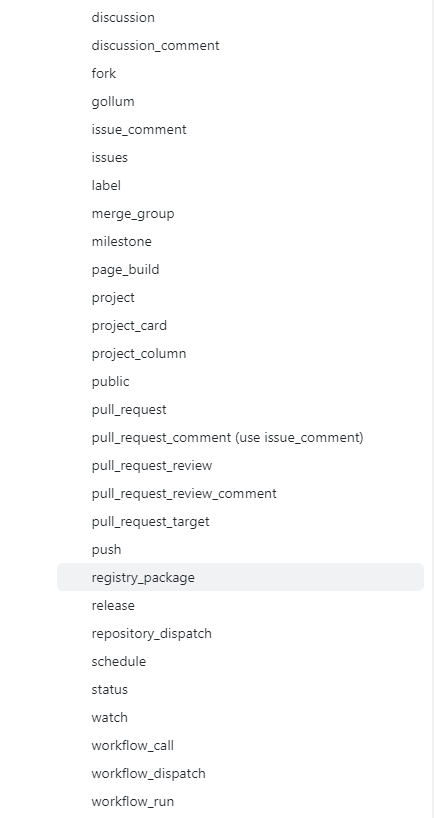 discussion
discussion_comment
fork
gollum
issue_comment
issues
label
merge_group
milestone
page_build
project
project_card
project_column
public
pull_request
pull_request_comment (use issue_comment)
pull_request_review
pull_request_review_comment
pull_request_target
push
registry_package
release
repository_dispatch
schedule
status
watch
workflow_call
workflow_dispatch
workflow_run